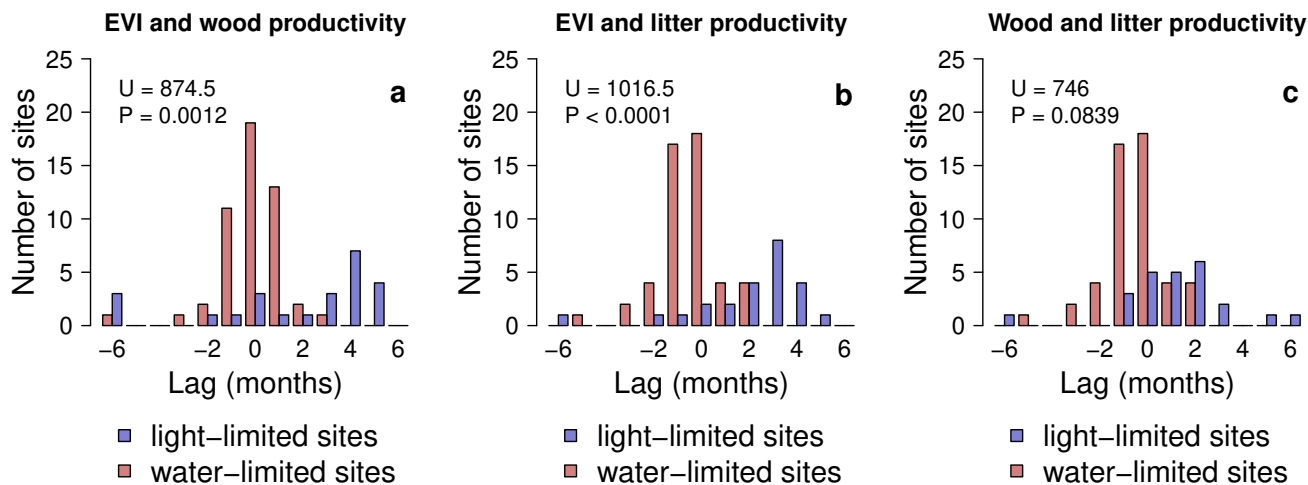 EVI and wood productivity
25
20
15
10
5
0
Number of sites
U = 874.5
P = 0.0012
a
−6 −2 0 2 4 6
Lag (months)
light−limited sites
water−limited sites
EVI and litter productivity
25
20
15
10
5
0
Number of sites
U = 1016.5
P < 0.0001
b
−6 −2 0 2 4 6
Lag (months)
light−limited sites
water−limited sites
Wood and litter productivity
25
20
15
10
5
0
Number of sites
U = 746
P = 0.0839
c
−6 −2 0 2 4 6
Lag (months)
light−limited sites
water−limited sites